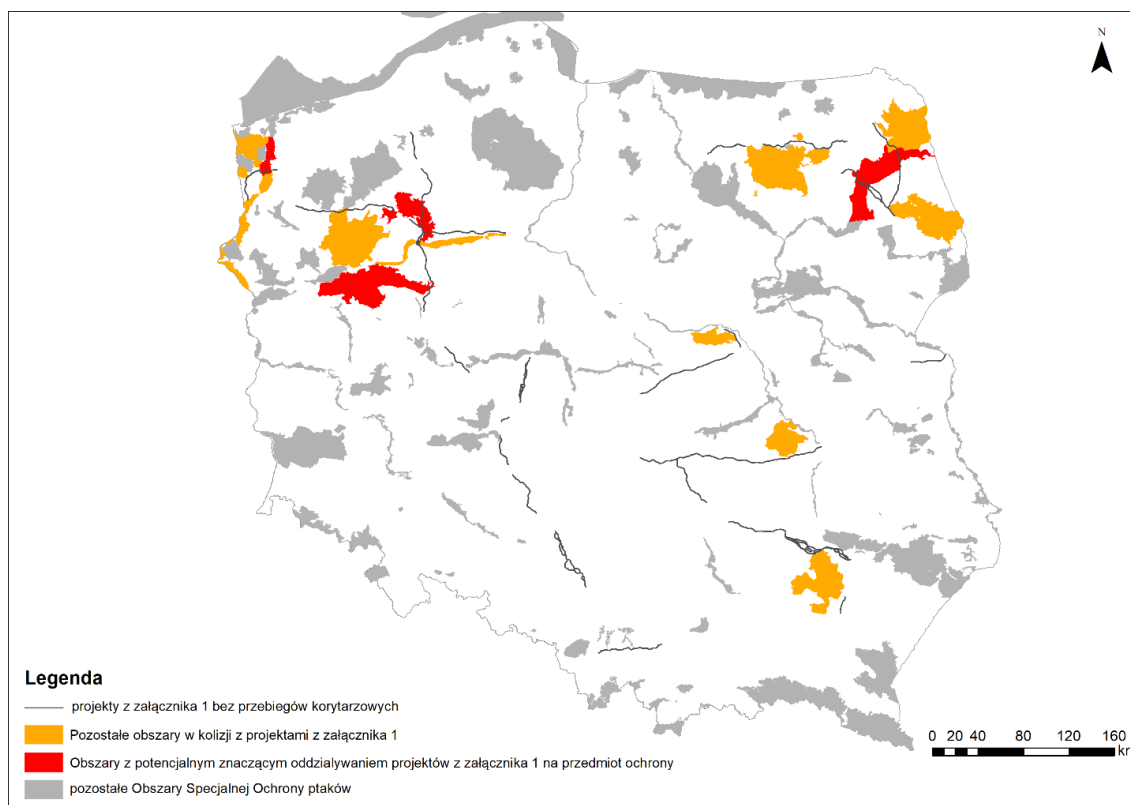 N
Legenda
projekty z załącznika 1 bez przebiegów korytarzowych
Pozostałe obszary w kolizji z projektami z załącznika 1
Obszary z potencjalnym znaczącym oddziaływaniem projektów z załącznika 1 na przedmiot ochrony
pozostałe Obszary Specjalnej Ochrony ptaków
0 20 40 80 120 160
km